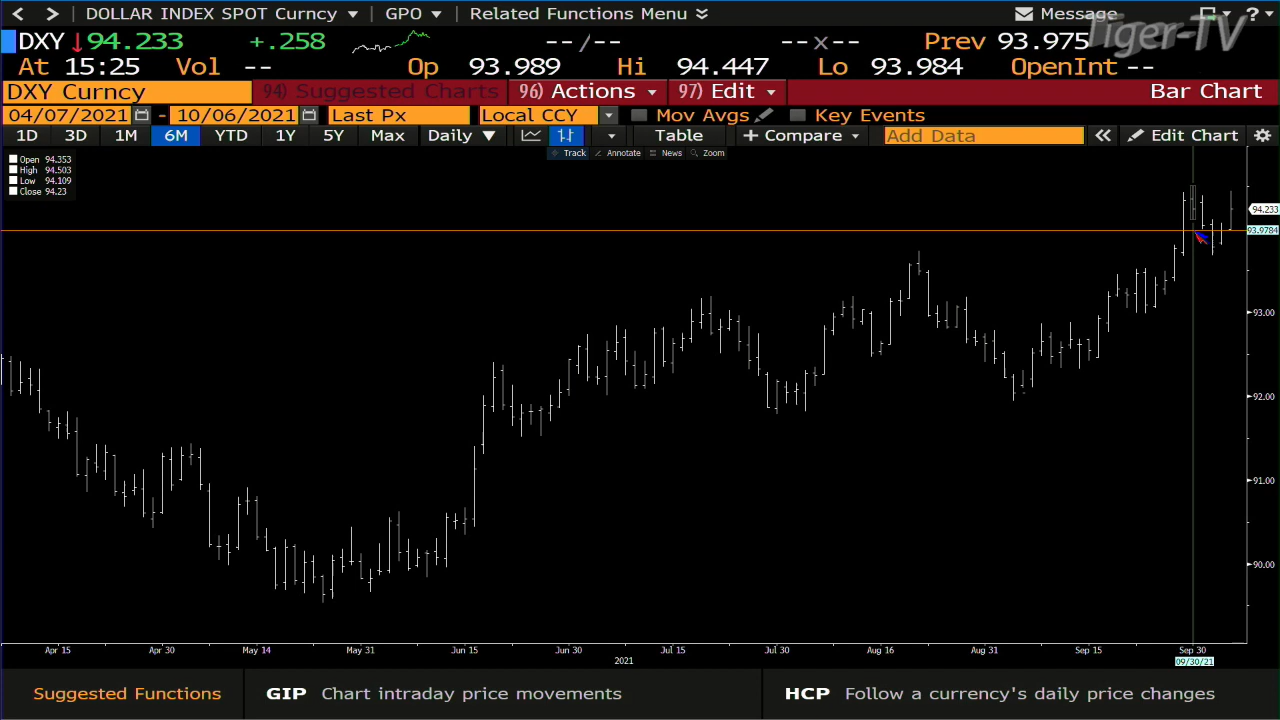 < > DOLLAR INDEX SPOT Curncy ▼ GPO ▼ Related Functions Menu Message ?
Tiger-TV
DXY ↓94.233 +.258 --/-- --x-- Prev 93.975
At 15:25 Vol -- Op 93.989 Hi 94.447 Lo 93.984 OpenInt --
DXY Curncy 94) Suggested Charts 96) Actions 97) Edit Bar Chart
04/07/2021 - 10/06/2021 Last Px Local CCY Mov Avgs Key Events
1D 3D 1M 6M YTD 1Y 5Y Max Daily ▼ Table + Compare Add Data « Edit Chart
Track Annotate News Zoom
Open 94.353
High 94.503
Low 94.109
Close 94.23
94.233
93.9784
93.00
92.00
91.00
90.00
Apr 15 Apr 30 May 14 May 31 Jun 15 Jun 30 Jul 15 Jul 30 Aug 16 Aug 31 Sep 15 Sep 30
2021 09/30/21
Suggested Functions GIP Chart intraday price movements HCP Follow a currency's daily price changes